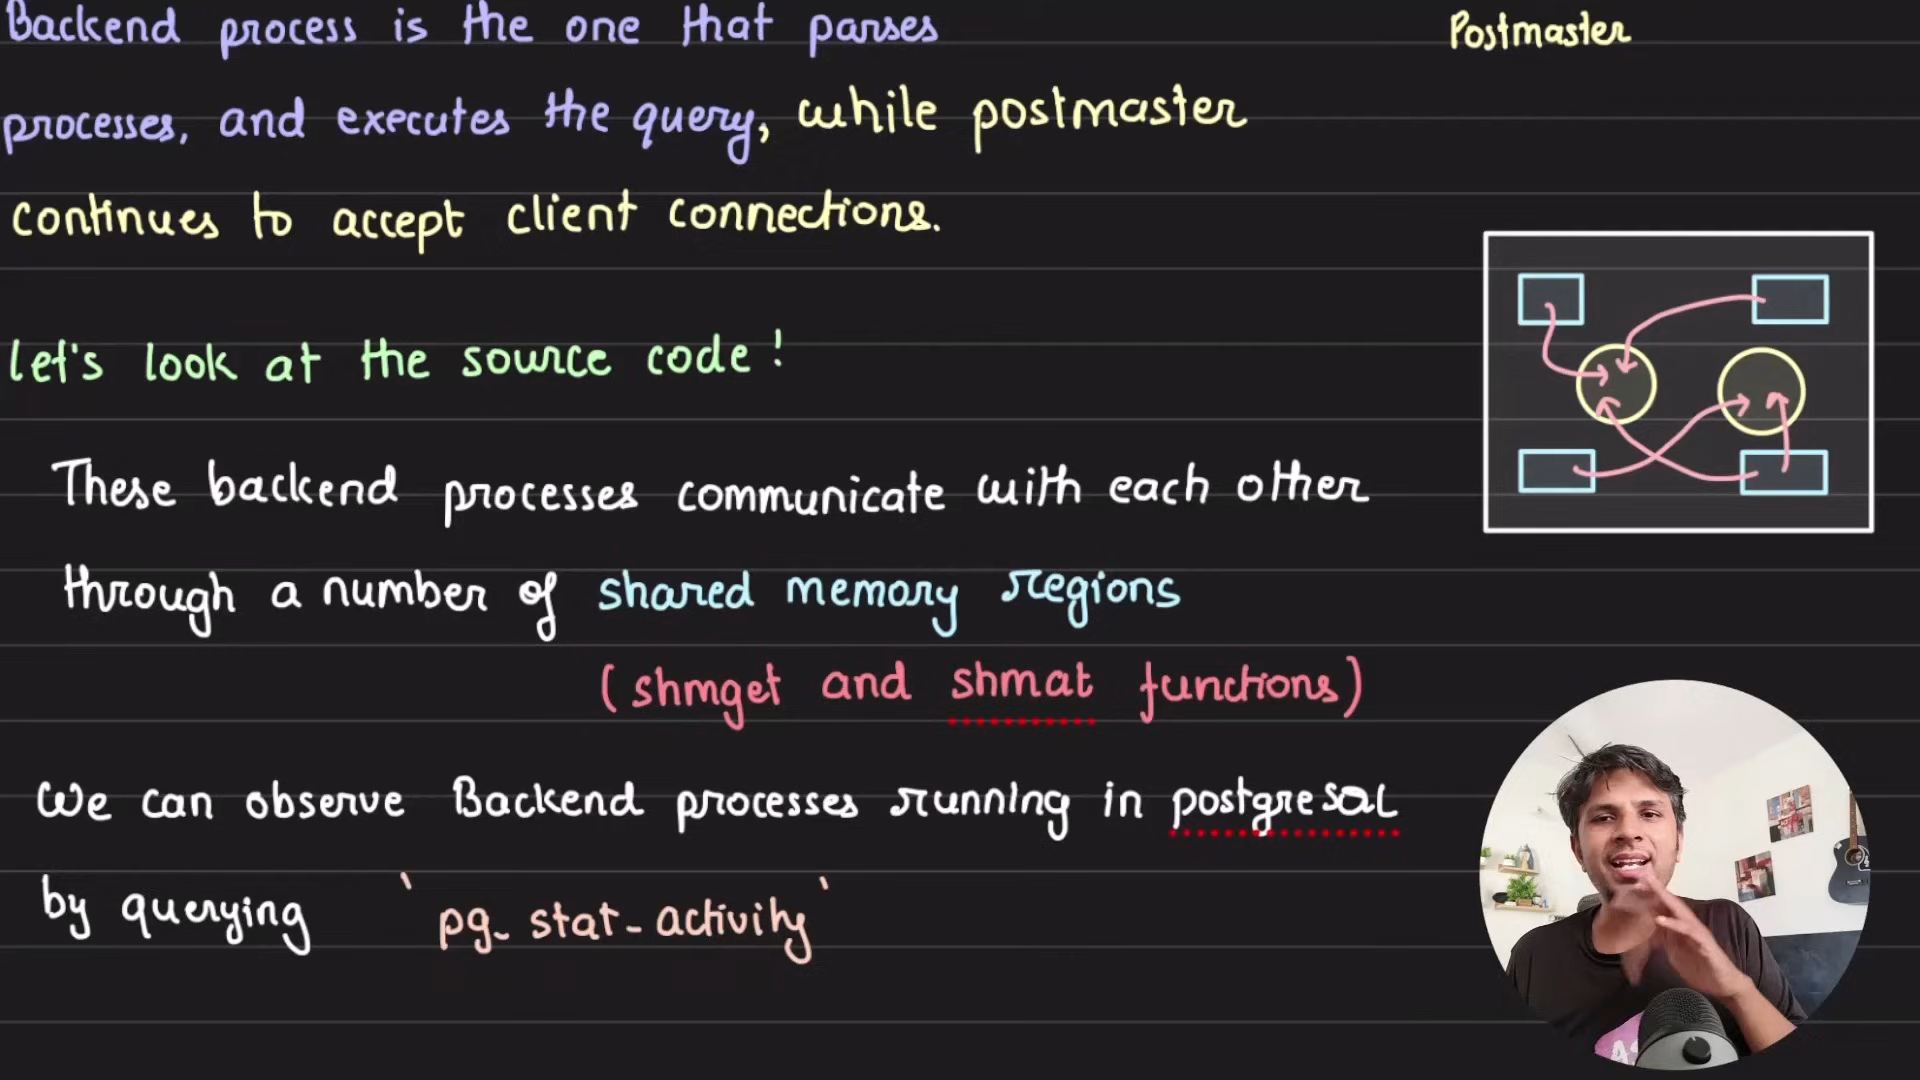 Backend process is the one that parses
Postmaster
processes, and executes the query, while postmaster
continues to accept client connections.
let's look at the source code!
These backend processes communicate with each other
through a number of shared memory regions
(shmget and shmat functions)
We can observe Backend processes running in postgresQL
by querying `pg_stat_activity`